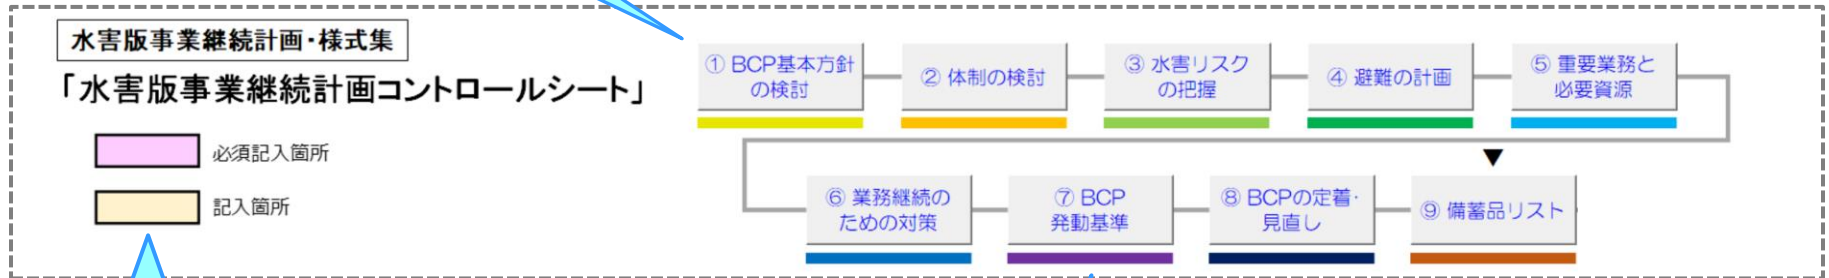 水害版事業継続計画・様式集
「水害版事業継続計画コントロールシート」
必須記入箇所
記入箇所
① BCP基本方針
の検討
② 体制の検討
③ 水害リスク
の把握
④ 避難の計画
⑤ 重要業務と
必要資源
▼
⑥ 業務継続の
ための対策
⑦ BCP
発動基準
⑧ BCPの定着・
見直し
⑨ 備蓄品リスト